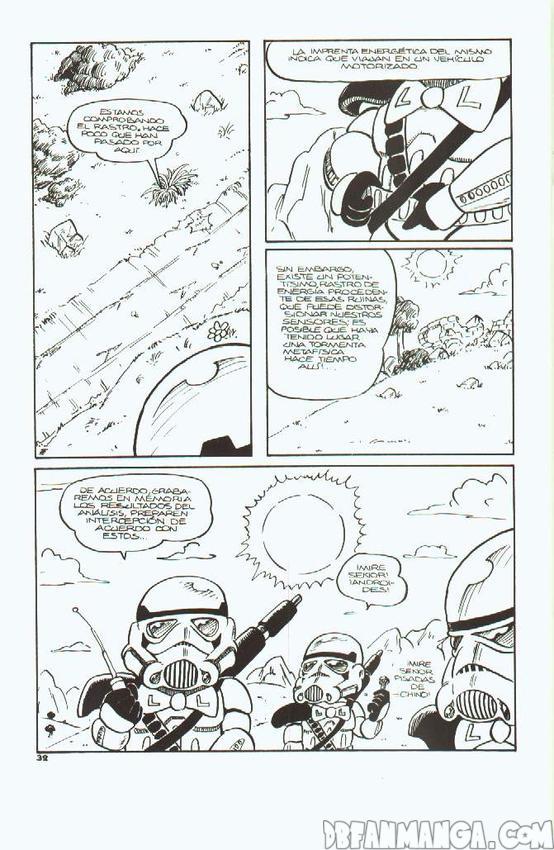 ESTAMOS
COMPROBANDO
EL RASTRO, HACE
POCO QUE HAN
PASADO POR
AQUÍ.
LA IMPRENTA ENERGÉTICA DEL MISMO
INDICA QUE VIAJAN EN UN VEHÍCULO
MOTORIZADO.
SIN EMBARGO,
EXISTE UN POTEN-
TÍSIMO, RASTRO DE
ENERGÍA PROCEDEN-
TE DE ESAS RUINAS,
QUE PUEDE DISTOR-
SIONAR NUESTROS
SENSORES; ES
POSIBLE QUE HAYA
TENIDO LUGAR
UNA TORMENTA
METAFÍSICA
HACE TIEMPO
ALLÍ...
DE ACUERDO, GRABA-
REMOS EN MEMORIA
LOS RESULTADOS DEL
ANÁLISIS, PREPAREN
INTERCEPCIÓN DE
ACUERDO CON
ESTOS...
¡MIRE
SEÑOR!
¡ANDROI-
DES!
¡MIRE
SEÑOR
PISADAS
DE
CHINO!
32
DBFANMANGA.COM